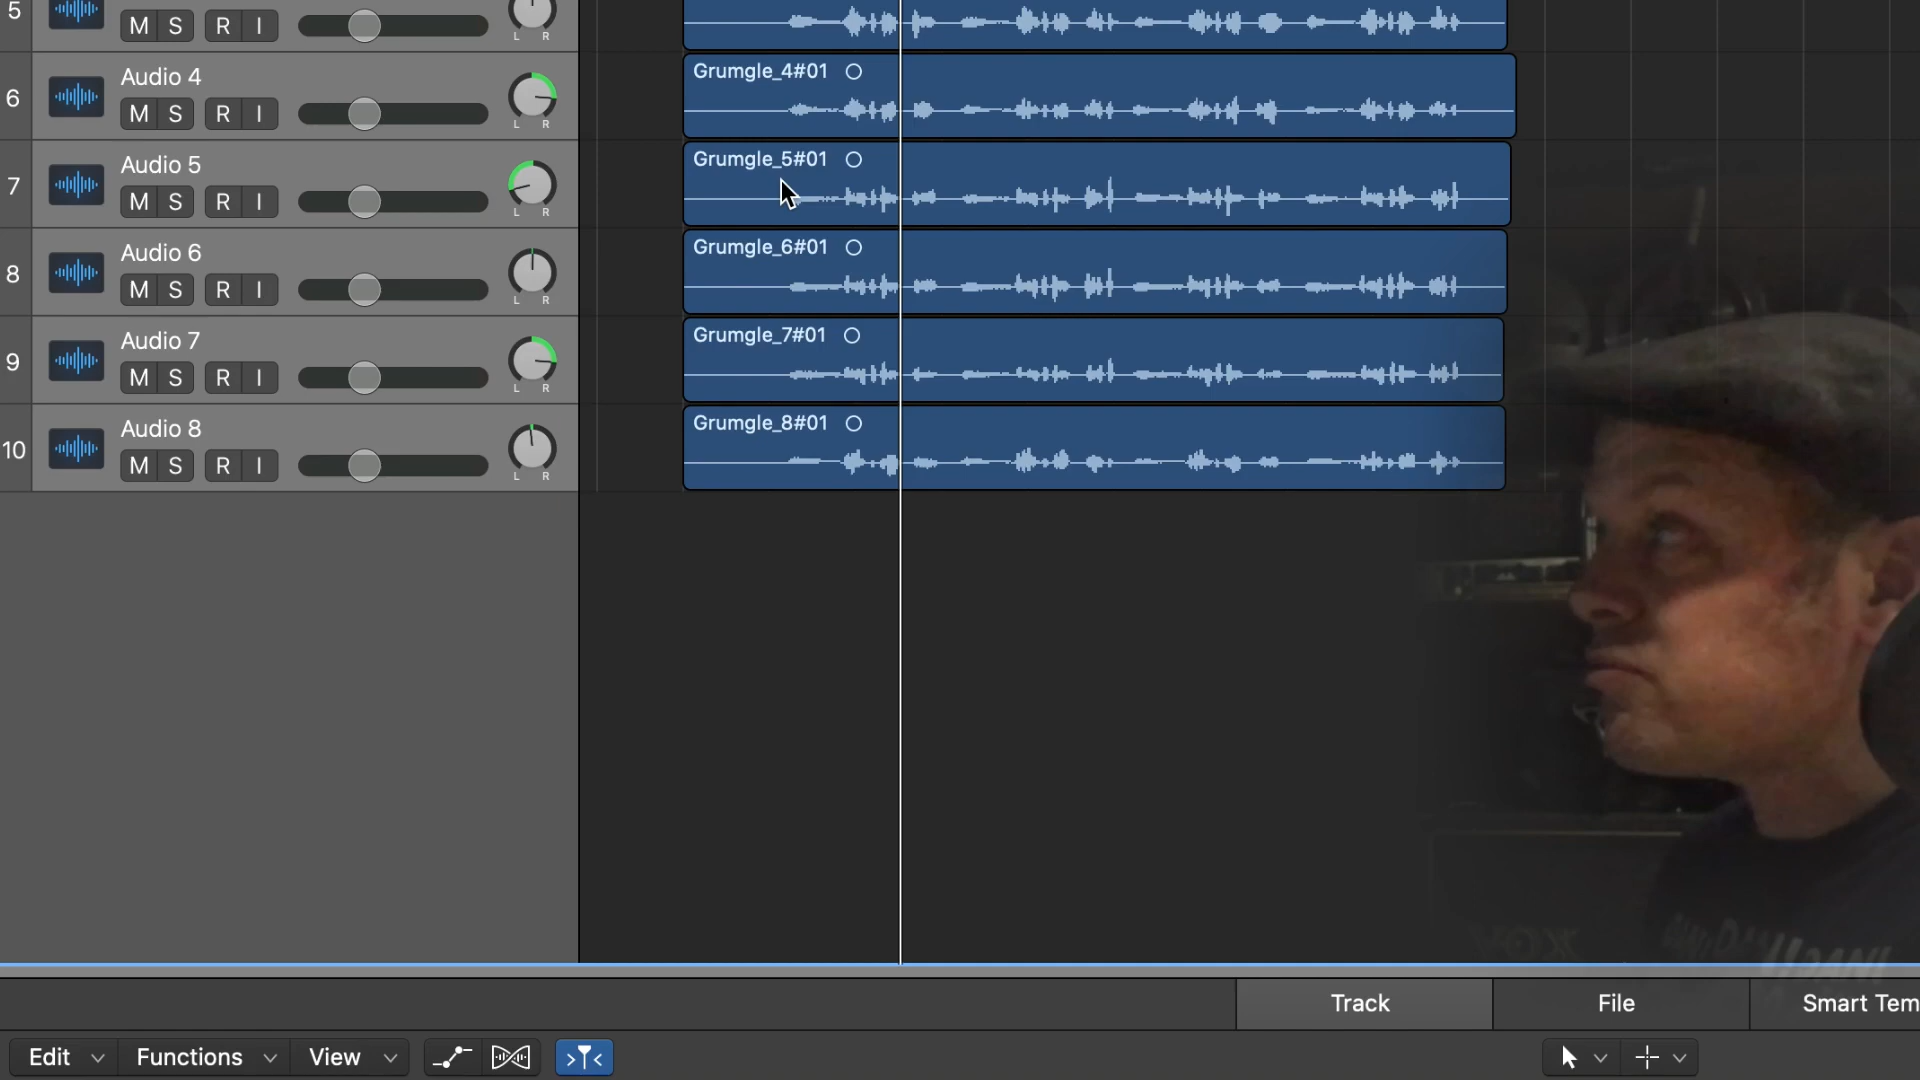 5
M S R I
L R
Audio 4
Grumgle_4#01
6
M S R I
L R
Audio 5
Grumgle_5#01
7
M S R I
L R
Audio 6
Grumgle_6#01
8
M S R I
L R
Audio 7
Grumgle_7#01
9
M S R I
L R
Audio 8
Grumgle_8#01
10
M S R I
L R
Track File Smart Tem
Edit Functions View